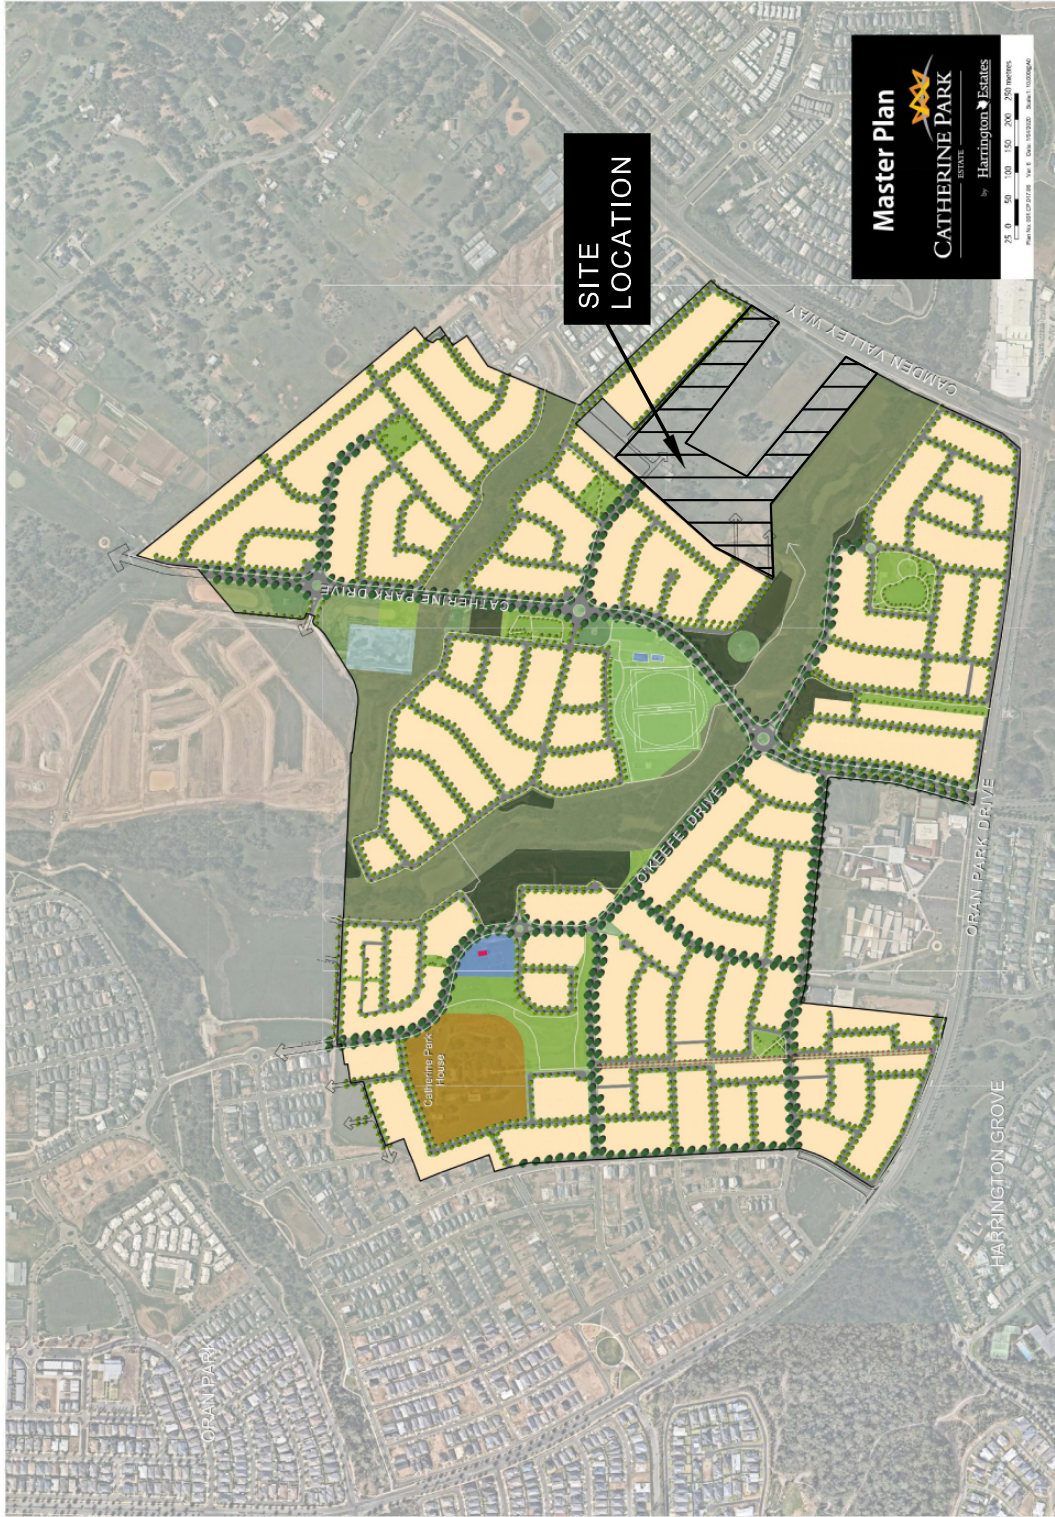 Master Plan
CATHERINE PARK
ESTATE
by Harrington Estates
25 0 50 100 150 200 250 metres
SITE
LOCATION
CAMDEN VALLEY WAY
CATHERINE PARK DRIVE
O'KEEFE DRIVE
ORAN PARK DRIVE
Catherine Park
House
HARRINGTON GROVE
ORAN PARK